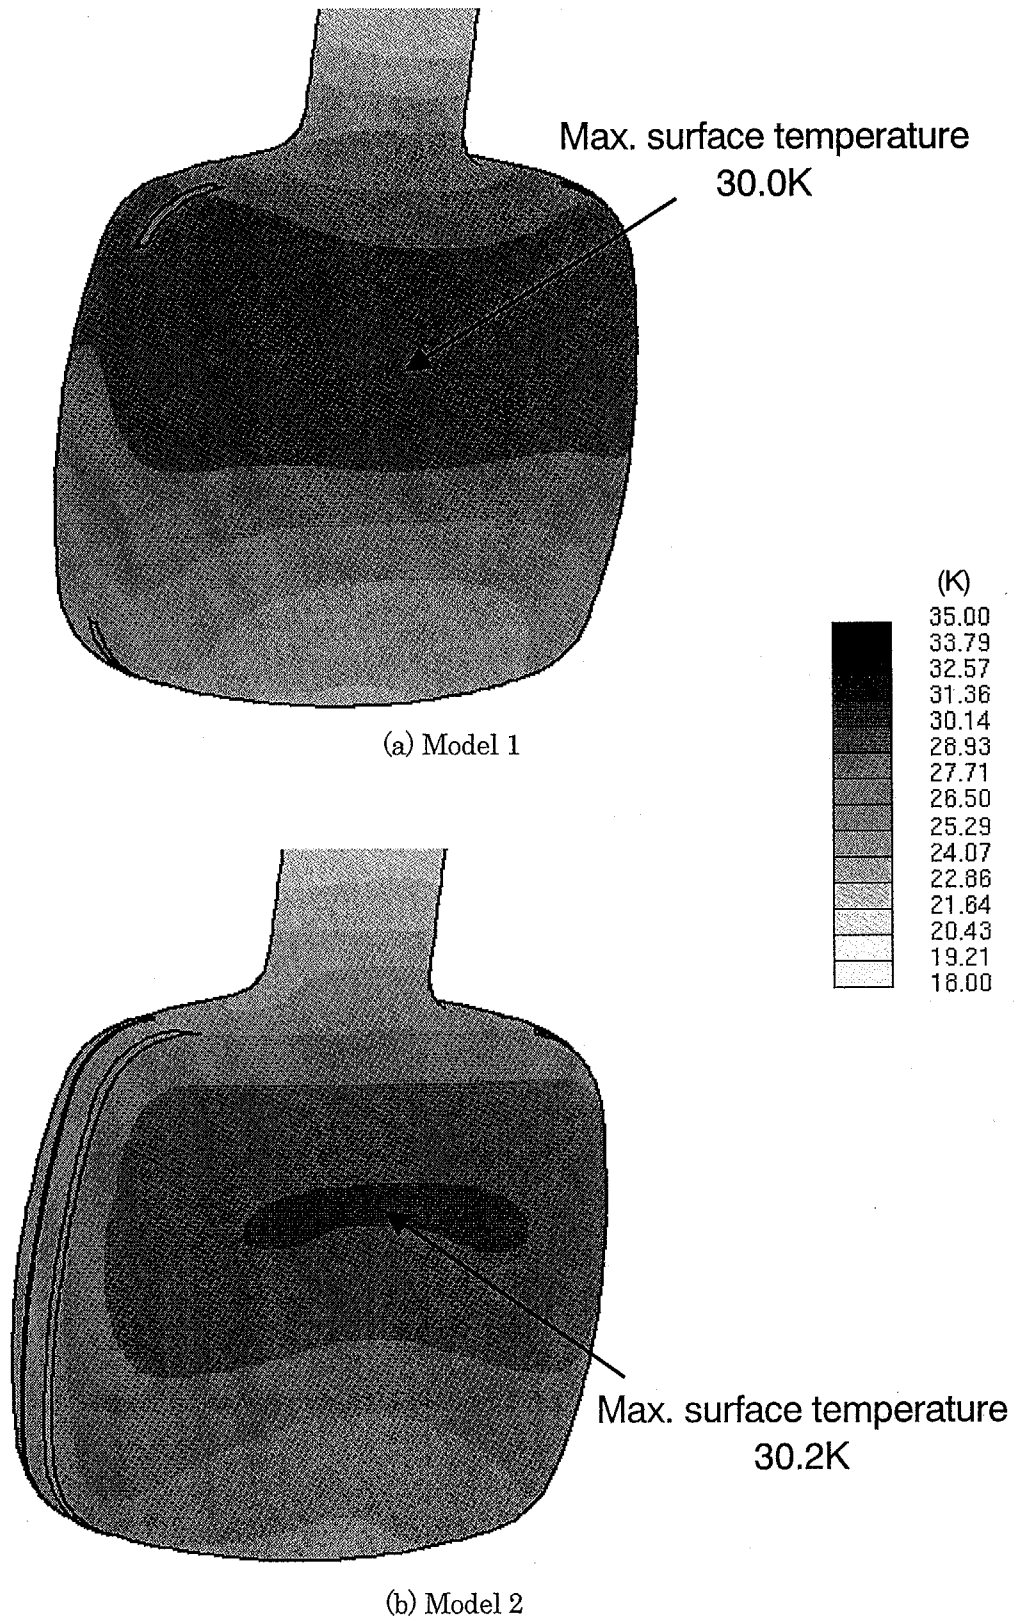 Max. surface temperature
30.0K
(a) Model 1
(K)
35.00
33.79
32.57
31.36
30.14
28.93
27.71
26.50
25.29
24.07
22.86
21.64
20.43
19.21
18.00
Max. surface temperature
30.2K
(b) Model 2